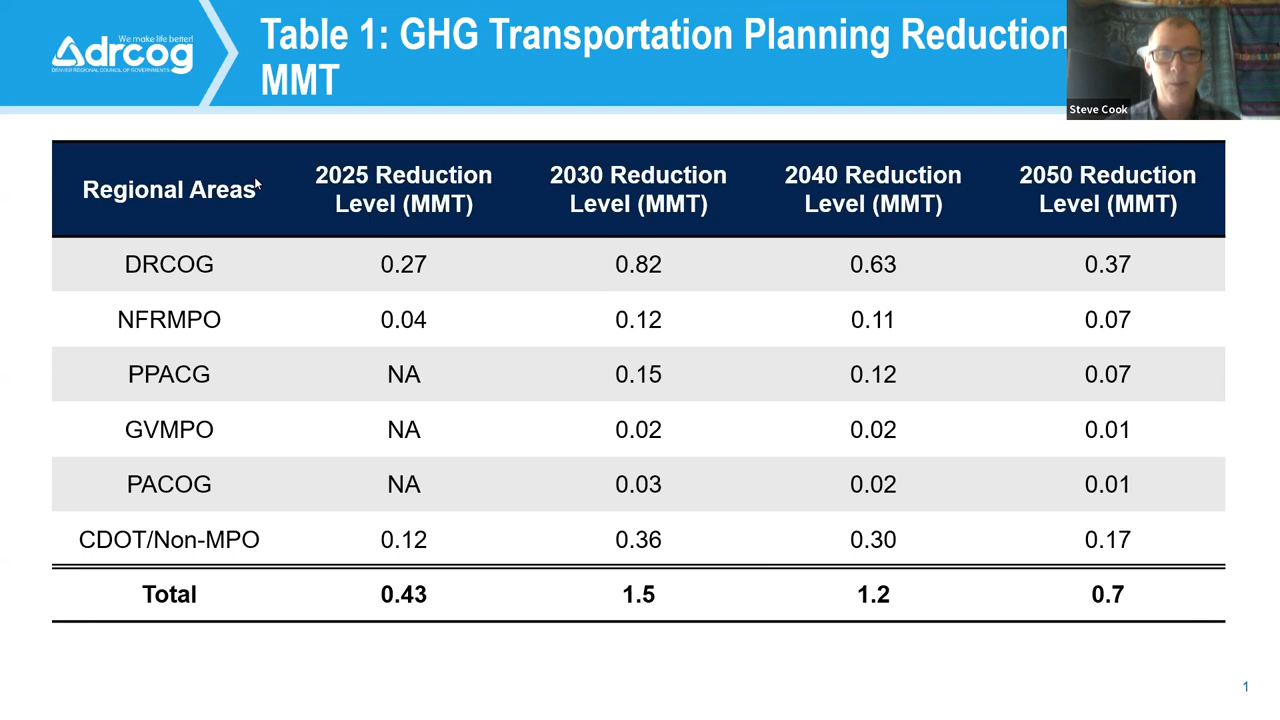 We make life better!
drcog
DENVER REGIONAL COUNCIL OF GOVERNMENTS
Table 1: GHG Transportation Planning Reduction
MMT
Steve Cook
Regional Areas
2025 Reduction
Level (MMT)
2030 Reduction
Level (MMT)
2040 Reduction
Level (MMT)
2050 Reduction
Level (MMT)
DRCOG 0.27 0.82 0.63 0.37
NFRMPO 0.04 0.12 0.11 0.07
PPACG NA 0.15 0.12 0.07
GVMPO NA 0.02 0.02 0.01
PACOG NA 0.03 0.02 0.01
CDOT/Non-MPO 0.12 0.36 0.30 0.17
Total 0.43 1.5 1.2 0.7
1